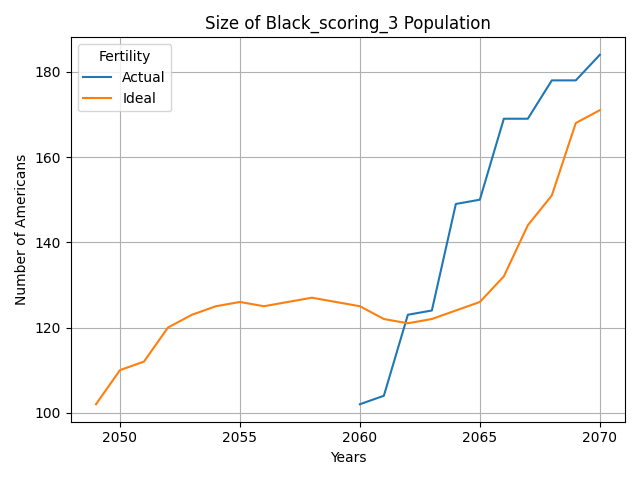 Size of Black_scoring_3 Population
Fertility
Actual
Ideal
Number of Americans
180
160
140
120
100
2050
2055
2060
2065
2070
Years